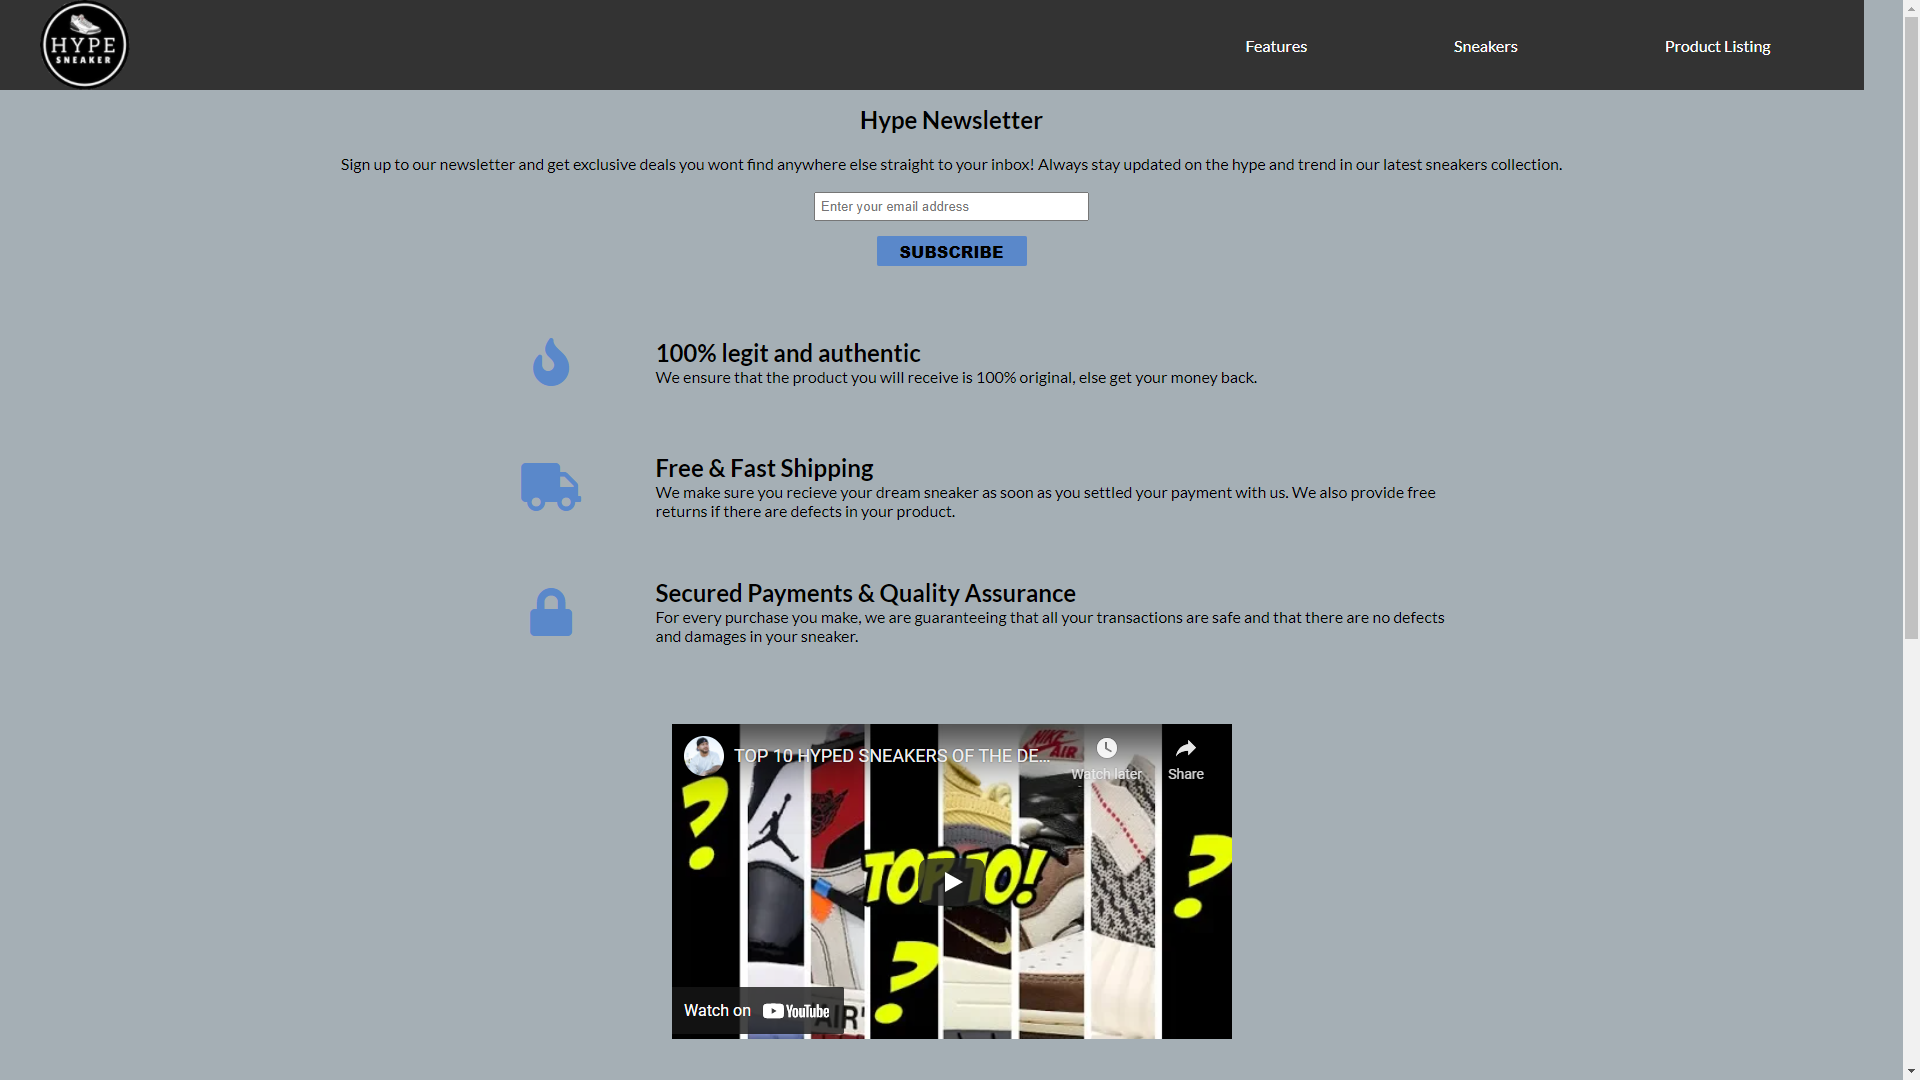 HYPE
SNEAKER
Features
Sneakers
Product Listing
Hype Newsletter
Sign up to our newsletter and get exclusive deals you wont find anywhere else straight to your inbox! Always stay updated on the hype and trend in our latest sneakers collection.
Enter your email address
SUBSCRIBE
100% legit and authentic
We ensure that the product you will receive is 100% original, else get your money back.
Free & Fast Shipping
We make sure you recieve your dream sneaker as soon as you settled your payment with us. We also provide free
returns if there are defects in your product.
Secured Payments & Quality Assurance
For every purchase you make, we are guaranteeing that all your transactions are safe and that there are no defects
and damages in your sneaker.
TOP 10 HYPED SNEAKERS OF THE DE...
Watch later
Share
NIKE
AIR
TOP 10!
? ? ?
Watch on YouTube
AIR"